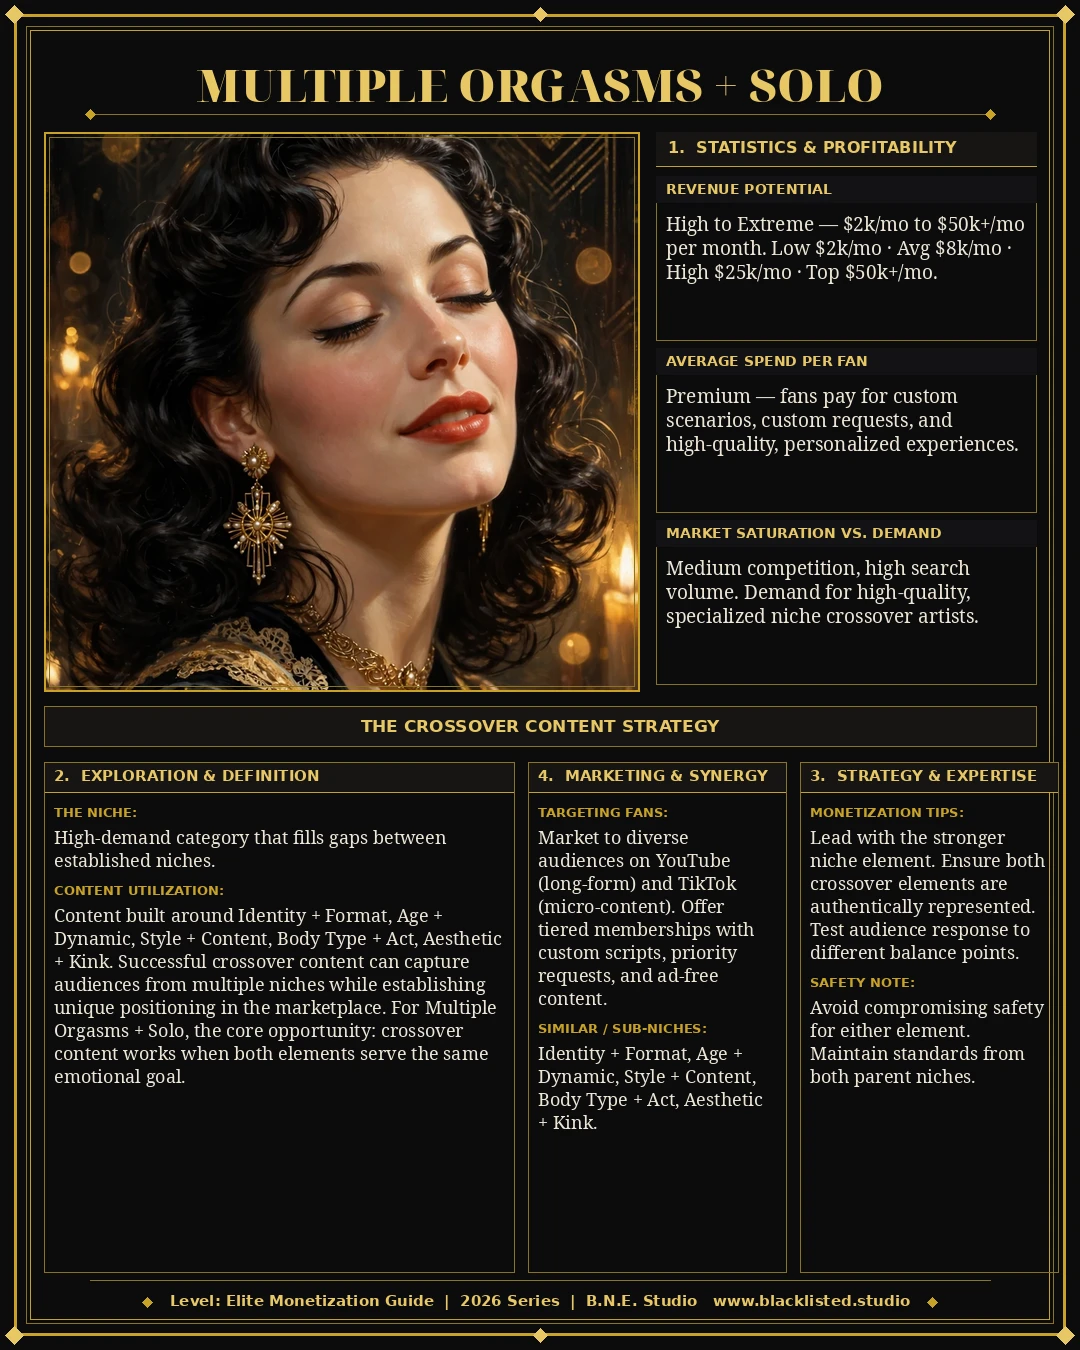 MULTIPLE ORGASMS + SOLO
1. STATISTICS & PROFITABILITY
REVENUE POTENTIAL
High to Extreme — $2k/mo to $50k+/mo
per month. Low $2k/mo · Avg $8k/mo ·
High $25k/mo · Top $50k+/mo.
AVERAGE SPEND PER FAN
Premium — fans pay for custom
scenarios, custom requests, and
high-quality, personalized experiences.
MARKET SATURATION VS. DEMAND
Medium competition, high search
volume. Demand for high-quality,
specialized niche crossover artists.
THE CROSSOVER CONTENT STRATEGY
2. EXPLORATION & DEFINITION
THE NICHE:
High-demand category that fills gaps between
established niches.
CONTENT UTILIZATION:
Content built around Identity + Format, Age +
Dynamic, Style + Content, Body Type + Act, Aesthetic
+ Kink. Successful crossover content can capture
audiences from multiple niches while establishing
unique positioning in the marketplace. For Multiple
Orgasms + Solo, the core opportunity: crossover
content works when both elements serve the same
emotional goal.
4. MARKETING & SYNERGY
TARGETING FANS:
Market to diverse
audiences on YouTube
(long-form) and TikTok
(micro-content). Offer
tiered memberships with
custom scripts, priority
requests, and ad-free
content.
SIMILAR / SUB-NICHES:
Identity + Format, Age +
Dynamic, Style + Content,
Body Type + Act, Aesthetic
+ Kink.
3. STRATEGY & EXPERTISE
MONETIZATION TIPS:
Lead with the stronger
niche element. Ensure both
crossover elements are
authentically represented.
Test audience response to
different balance points.
SAFETY NOTE:
Avoid compromising safety
for either element.
Maintain standards from
both parent niches.
Level: Elite Monetization Guide | 2026 Series | B.N.E. Studio www.blacklisted.studio